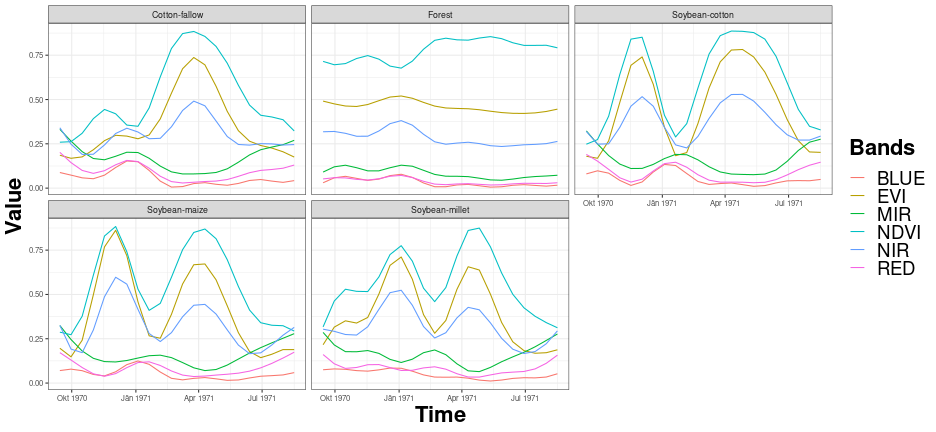 Cotton-fallow
Forest
Soybean-cotton
0.75
0.50
0.25
0.00
Okt 1970
Jän 1971
Apr 1971
Jul 1971
Soybean-maize
Soybean-millet
0.75
0.50
0.25
0.00
Okt 1970
Jän 1971
Apr 1971
Jul 1971
Okt 1970
Jän 1971
Apr 1971
Jul 1971
Value
Time
Bands
BLUE
EVI
MIR
NDVI
NIR
RED